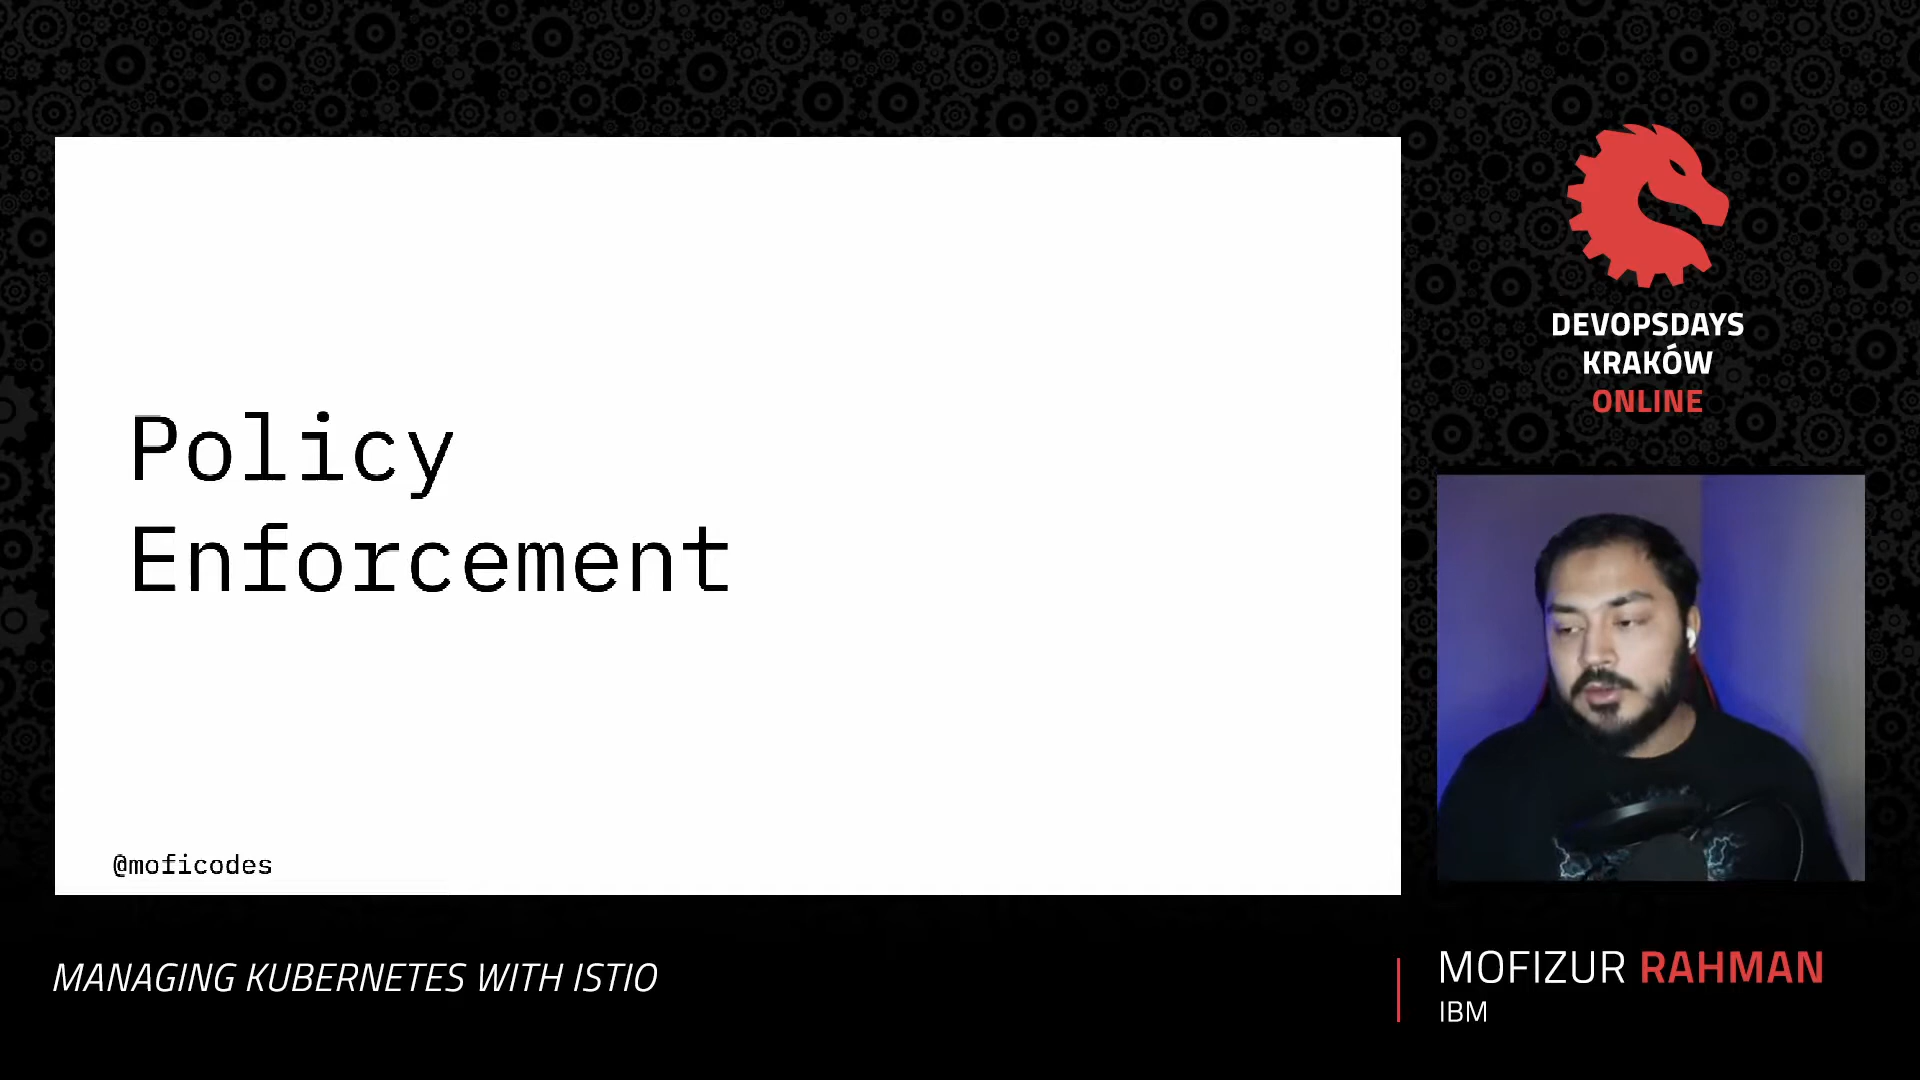 Policy
Enforcement
@moficodes
DEVOPSDAYS
KRAKÓW
ONLINE
MANAGING KUBERNETES WITH ISTIO
MOFIZUR RAHMAN
IBM